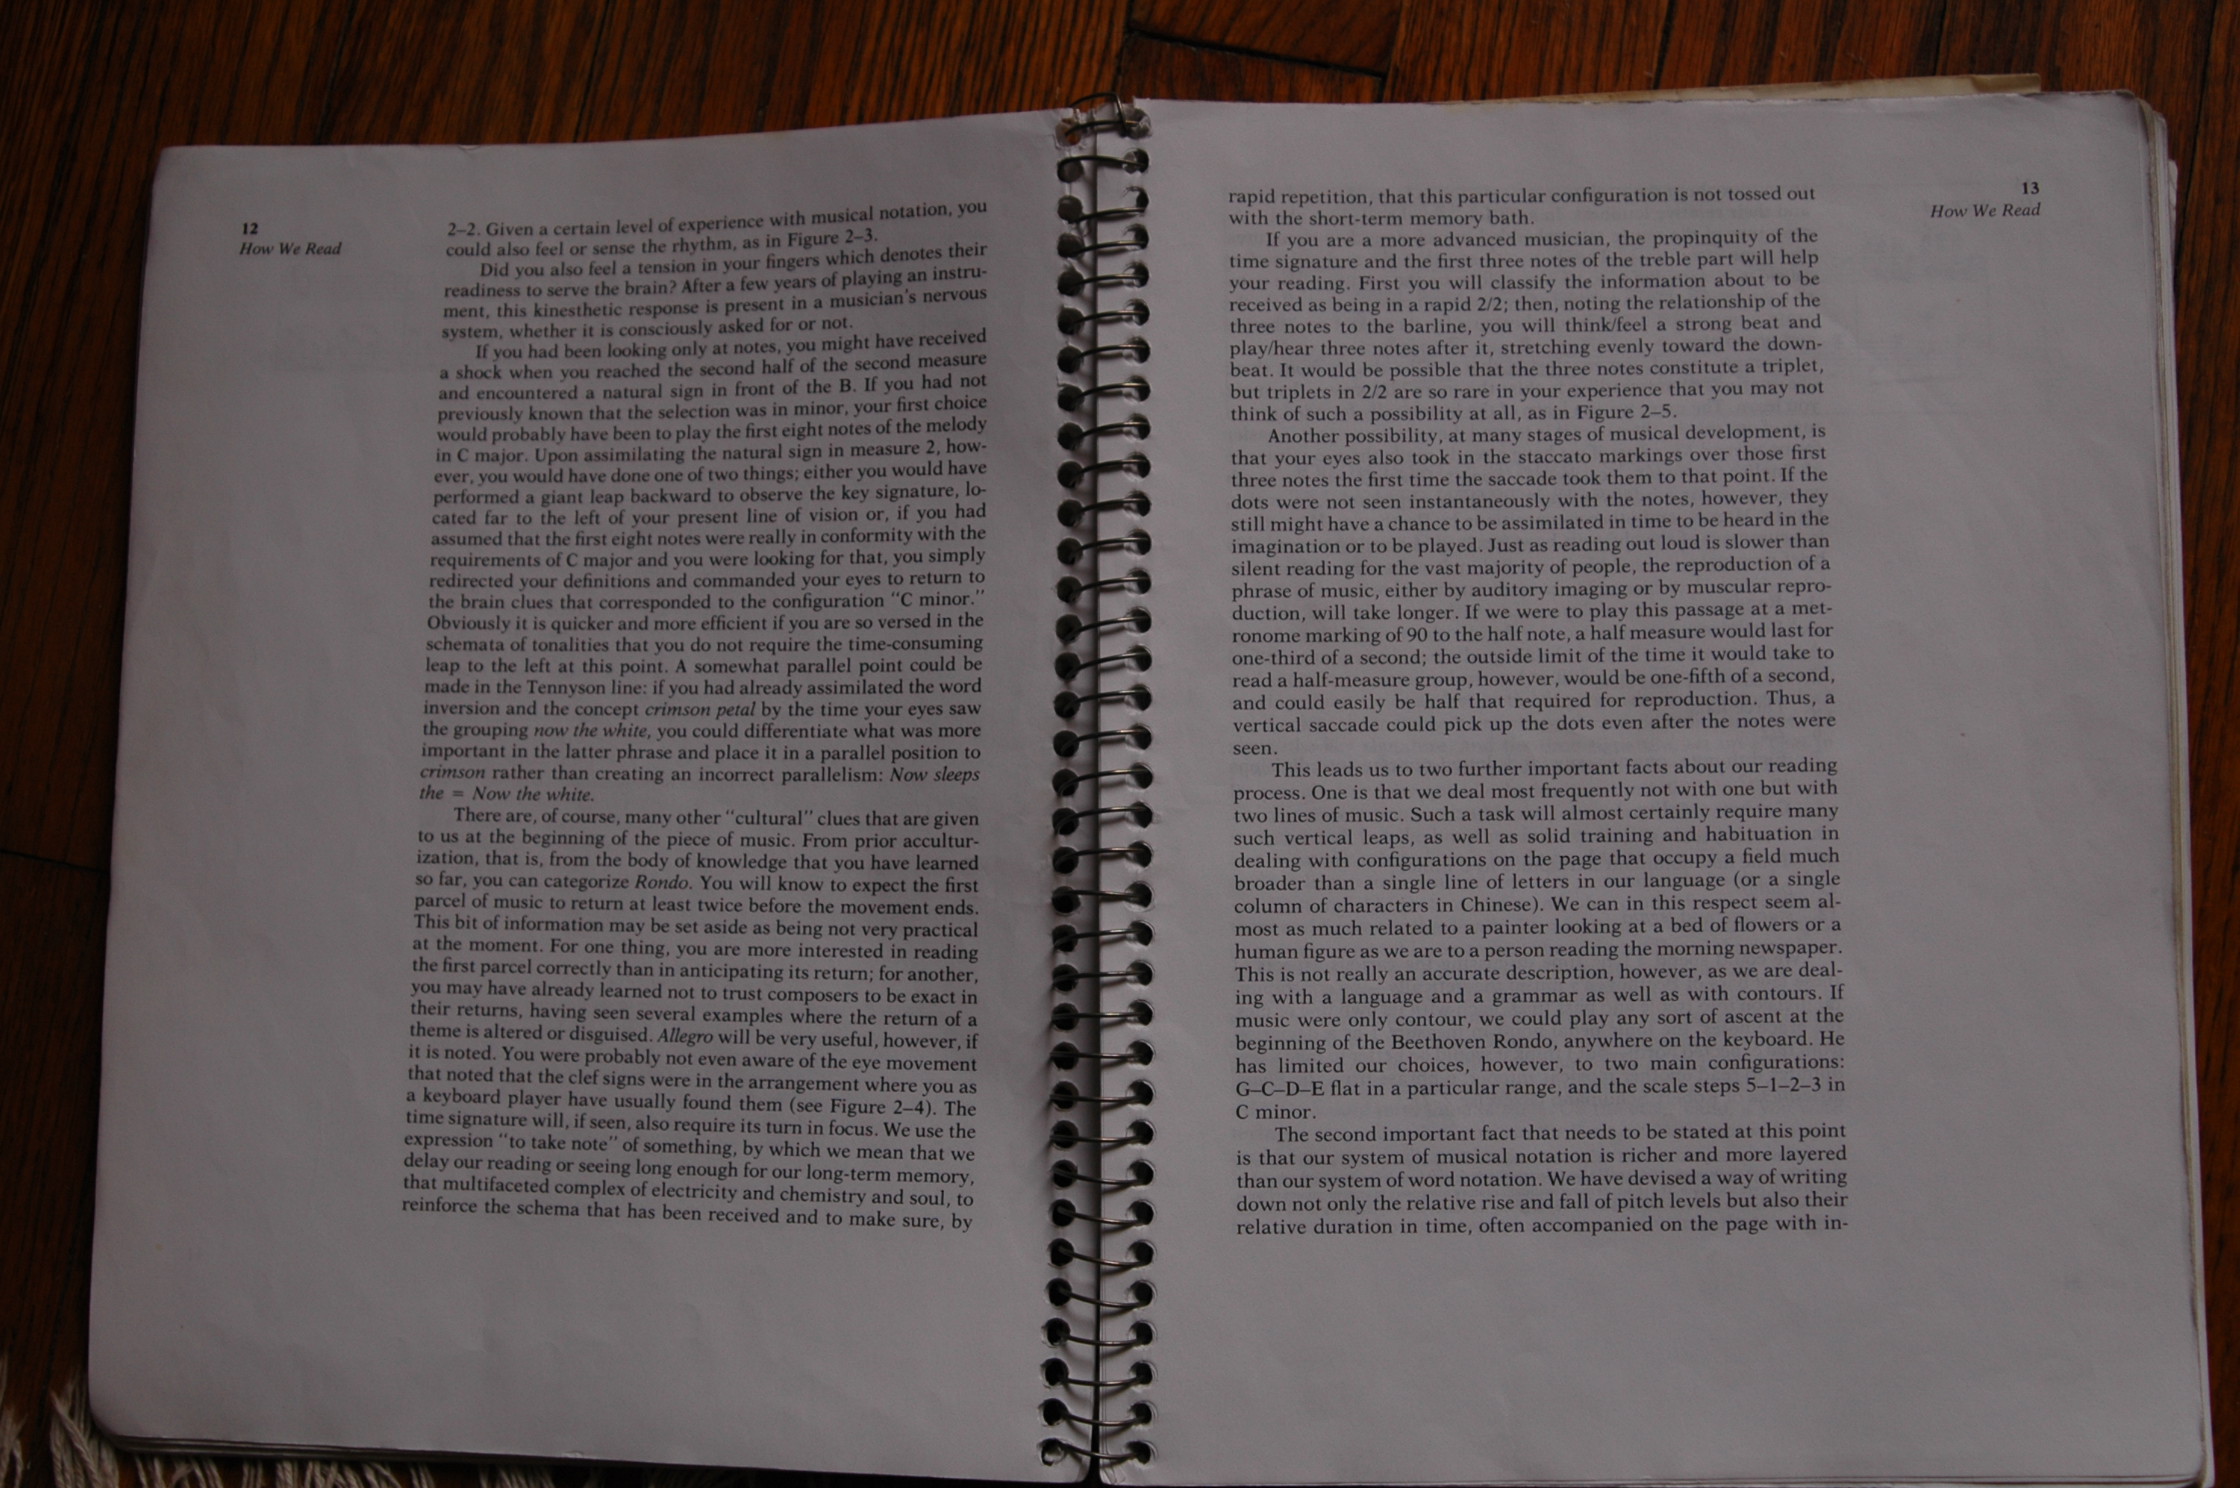 12
How We Read
2–2. Given a certain level of experience with musical notation, you
could also feel or sense the rhythm, as in Figure 2–3.
Did you also feel a tension in your fingers which denotes their
readiness to serve the brain? After a few years of playing an instru-
ment, this kinesthetic response is present in a musician's nervous
system, whether it is consciously asked for or not.
If you had been looking only at notes, you might have received
a shock when you reached the second half of the second measure
and encountered a natural sign in front of the B. If you had not
previously known that the selection was in minor, your first choice
would probably have been to play the first eight notes of the melody
in C major. Upon assimilating the natural sign in measure 2, how-
ever, you would have done one of two things; either you would have
performed a giant leap backward to observe the key signature, lo-
cated far to the left of your present line of vision or, if you had
assumed that the first eight notes were really in conformity with the
requirements of C major and you were looking for that, you simply
redirected your definitions and commanded your eyes to return to
the brain clues that corresponded to the configuration "C minor."
Obviously it is quicker and more efficient if you are so versed in the
schemata of tonalities that you do not require the time-consuming
leap to the left at this point. A somewhat parallel point could be
made in the Tennyson line: if you had already assimilated the word
inversion and the concept crimson petal by the time your eyes saw
the grouping now the white, you could differentiate what was more
important in the latter phrase and place it in a parallel position to
crimson rather than creating an incorrect parallelism: Now sleeps
the = Now the white.
There are, of course, many other "cultural" clues that are given
to us at the beginning of the piece of music. From prior accultur-
ization, that is, from the body of knowledge that you have learned
so far, you can categorize Rondo. You will know to expect the first
parcel of music to return at least twice before the movement ends.
This bit of information may be set aside as being not very practical
at the moment. For one thing, you are more interested in reading
the first parcel correctly than in anticipating its return; for another,
you may have already learned not to trust composers to be exact in
their returns, having seen several examples where the return of a
theme is altered or disguised. Allegro will be very useful, however, if
it is noted. You were probably not even aware of the eye movement
that noted that the clef signs were in the arrangement where you as
a keyboard player have usually found them (see Figure 2–4). The
time signature will, if seen, also require its turn in focus. We use the
expression "to take note" of something, by which we mean that we
delay our reading or seeing long enough for our long-term memory,
that multifaceted complex of electricity and chemistry and soul, to
reinforce the schema that has been received and to make sure, by
13
How We Read
rapid repetition, that this particular configuration is not tossed out
with the short-term memory bath.
If you are a more advanced musician, the propinquity of the
time signature and the first three notes of the treble part will help
your reading. First you will classify the information about to be
received as being in a rapid 2/2; then, noting the relationship of the
three notes to the barline, you will think/feel a strong beat and
play/hear three notes after it, stretching evenly toward the down-
beat. It would be possible that the three notes constitute a triplet,
but triplets in 2/2 are so rare in your experience that you may not
think of such a possibility at all, as in Figure 2–5.
Another possibility, at many stages of musical development, is
that your eyes also took in the staccato markings over those first
three notes the first time the saccade took them to that point. If the
dots were not seen instantaneously with the notes, however, they
still might have a chance to be assimilated in time to be heard in the
imagination or to be played. Just as reading out loud is slower than
silent reading for the vast majority of people, the reproduction of a
phrase of music, either by auditory imaging or by muscular repro-
duction, will take longer. If we were to play this passage at a met-
ronome marking of 90 to the half note, a half measure would last for
one-third of a second; the outside limit of the time it would take to
read a half-measure group, however, would be one-fifth of a second,
and could easily be half that required for reproduction. Thus, a
vertical saccade could pick up the dots even after the notes were
seen.
This leads us to two further important facts about our reading
process. One is that we deal most frequently not with one but with
two lines of music. Such a task will almost certainly require many
such vertical leaps, as well as solid training and habituation in
dealing with configurations on the page that occupy a field much
broader than a single line of letters in our language (or a single
column of characters in Chinese). We can in this respect seem al-
most as much related to a painter looking at a bed of flowers or a
human figure as we are to a person reading the morning newspaper.
This is not really an accurate description, however, as we are deal-
ing with a language and a grammar as well as with contours. If
music were only contour, we could play any sort of ascent at the
beginning of the Beethoven Rondo, anywhere on the keyboard. He
has limited our choices, however, to two main configurations:
G–C–D–E flat in a particular range, and the scale steps 5–1–2–3 in
C minor.
The second important fact that needs to be stated at this point
is that our system of musical notation is richer and more layered
than our system of word notation. We have devised a way of writing
down not only the relative rise and fall of pitch levels but also their
relative duration in time, often accompanied on the page with in-